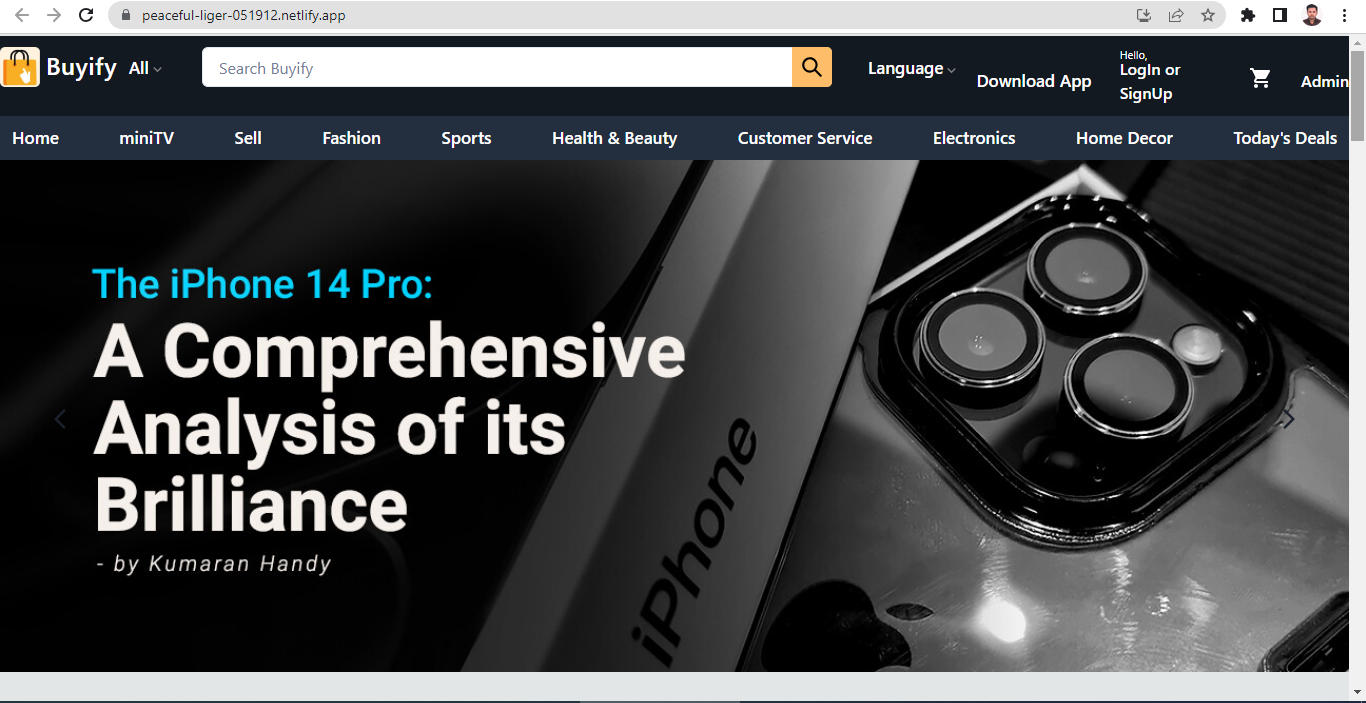 peaceful-liger-051912.netlify.app
Buyify All
Search Buyify
Language
Download App
Hello,
LogIn or
SignUp
Admin
Home miniTV Sell Fashion Sports Health & Beauty Customer Service Electronics Home Decor Today's Deals
The iPhone 14 Pro:
A Comprehensive
Analysis of its
Brilliance
- by Kumaran Handy
iPhone